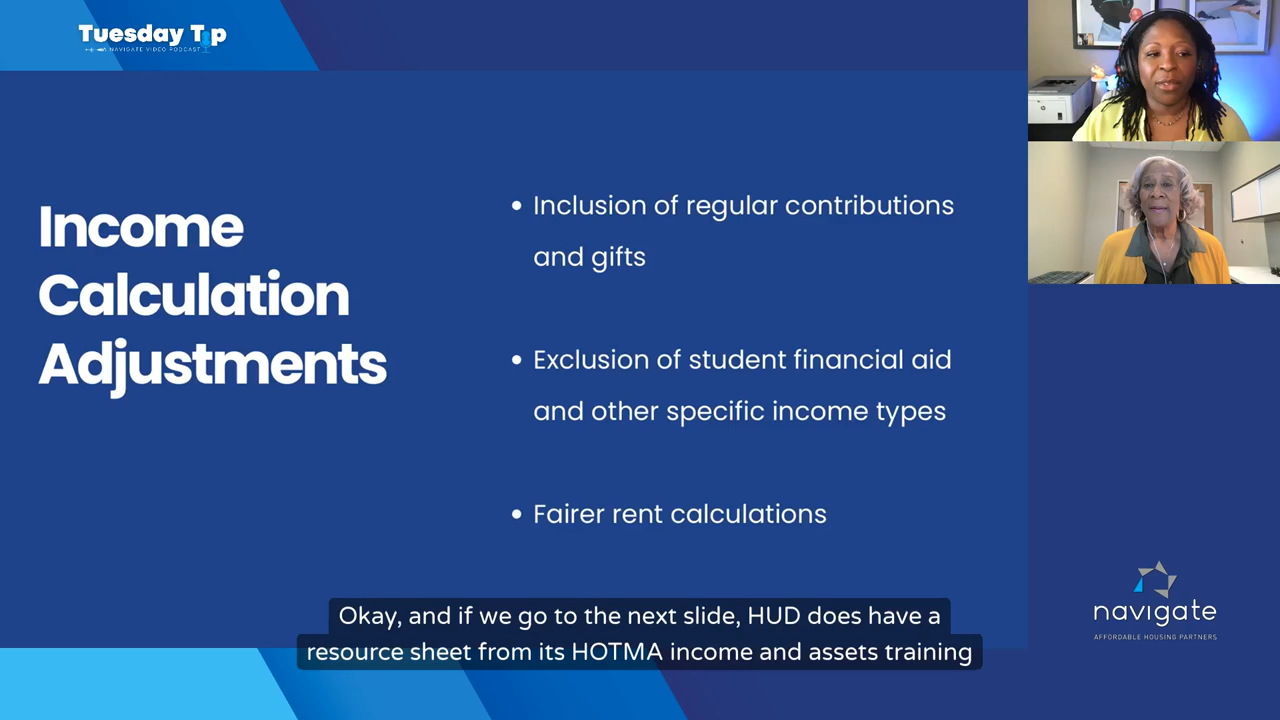 Tuesday Tip
NAVIGATE VIDEO PODCAST
Income
Calculation
Adjustments
• Inclusion of regular contributions
and gifts
• Exclusion of student financial aid
and other specific income types
• Fairer rent calculations
Okay, and if we go to the next slide, HUD does have a
resource sheet from its HOTMA income and assets training
navigate
AFFORDABLE HOUSING PARTNERS